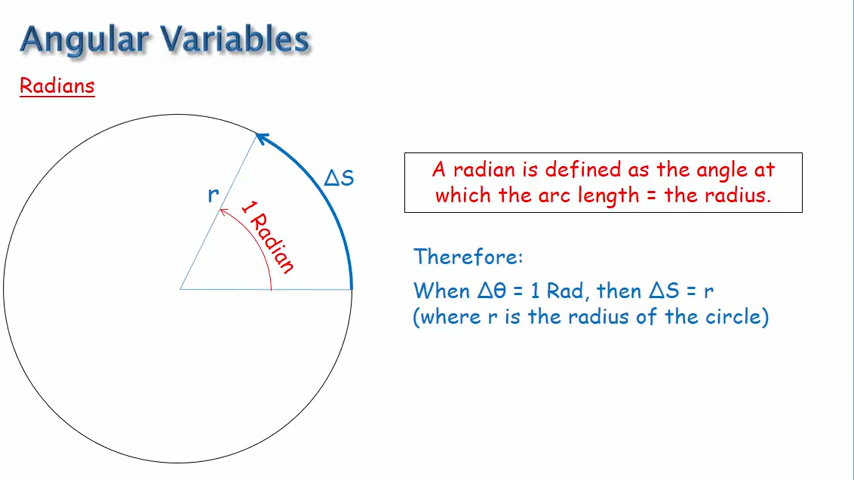 Angular Variables
Radians
r
ΔS
1 Radian
A radian is defined as the angle at
which the arc length = the radius.
Therefore:
When Δθ = 1 Rad, then ΔS = r
(where r is the radius of the circle)